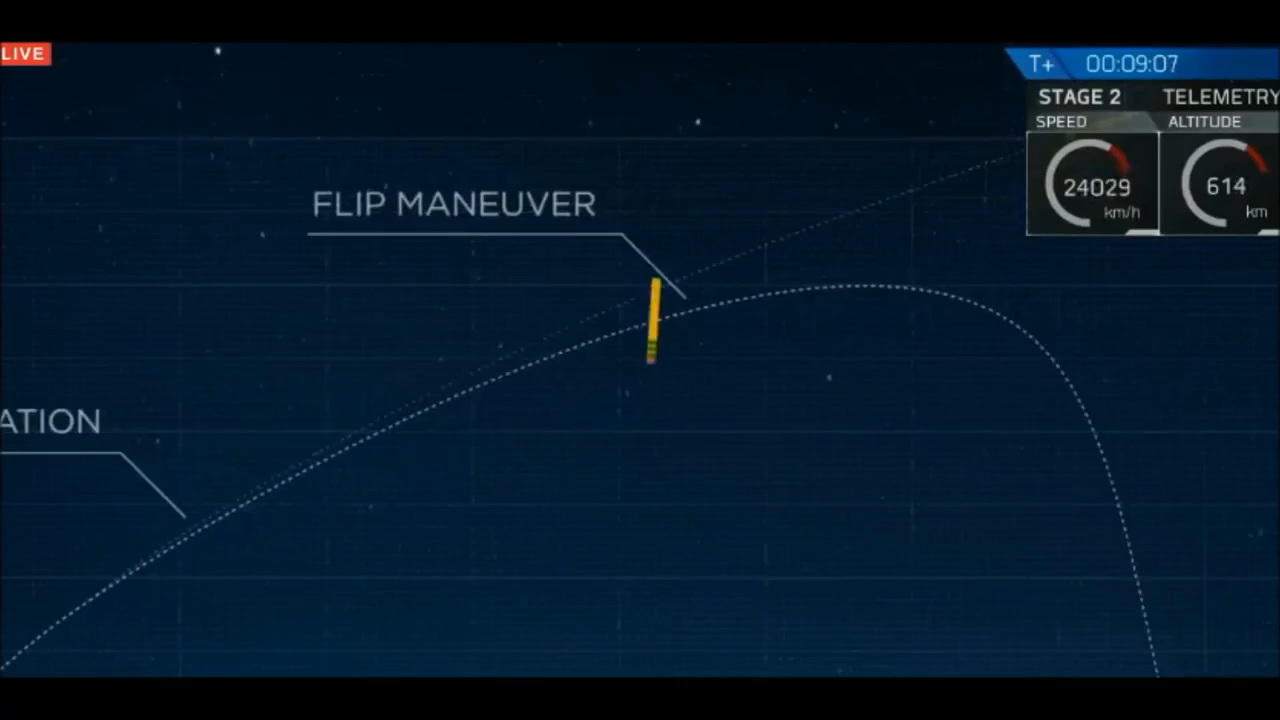 LIVE
T+ 00:09:07
STAGE 2 TELEMETRY
SPEED ALTITUDE
24029 614
km/h km
FLIP MANEUVER
ATION